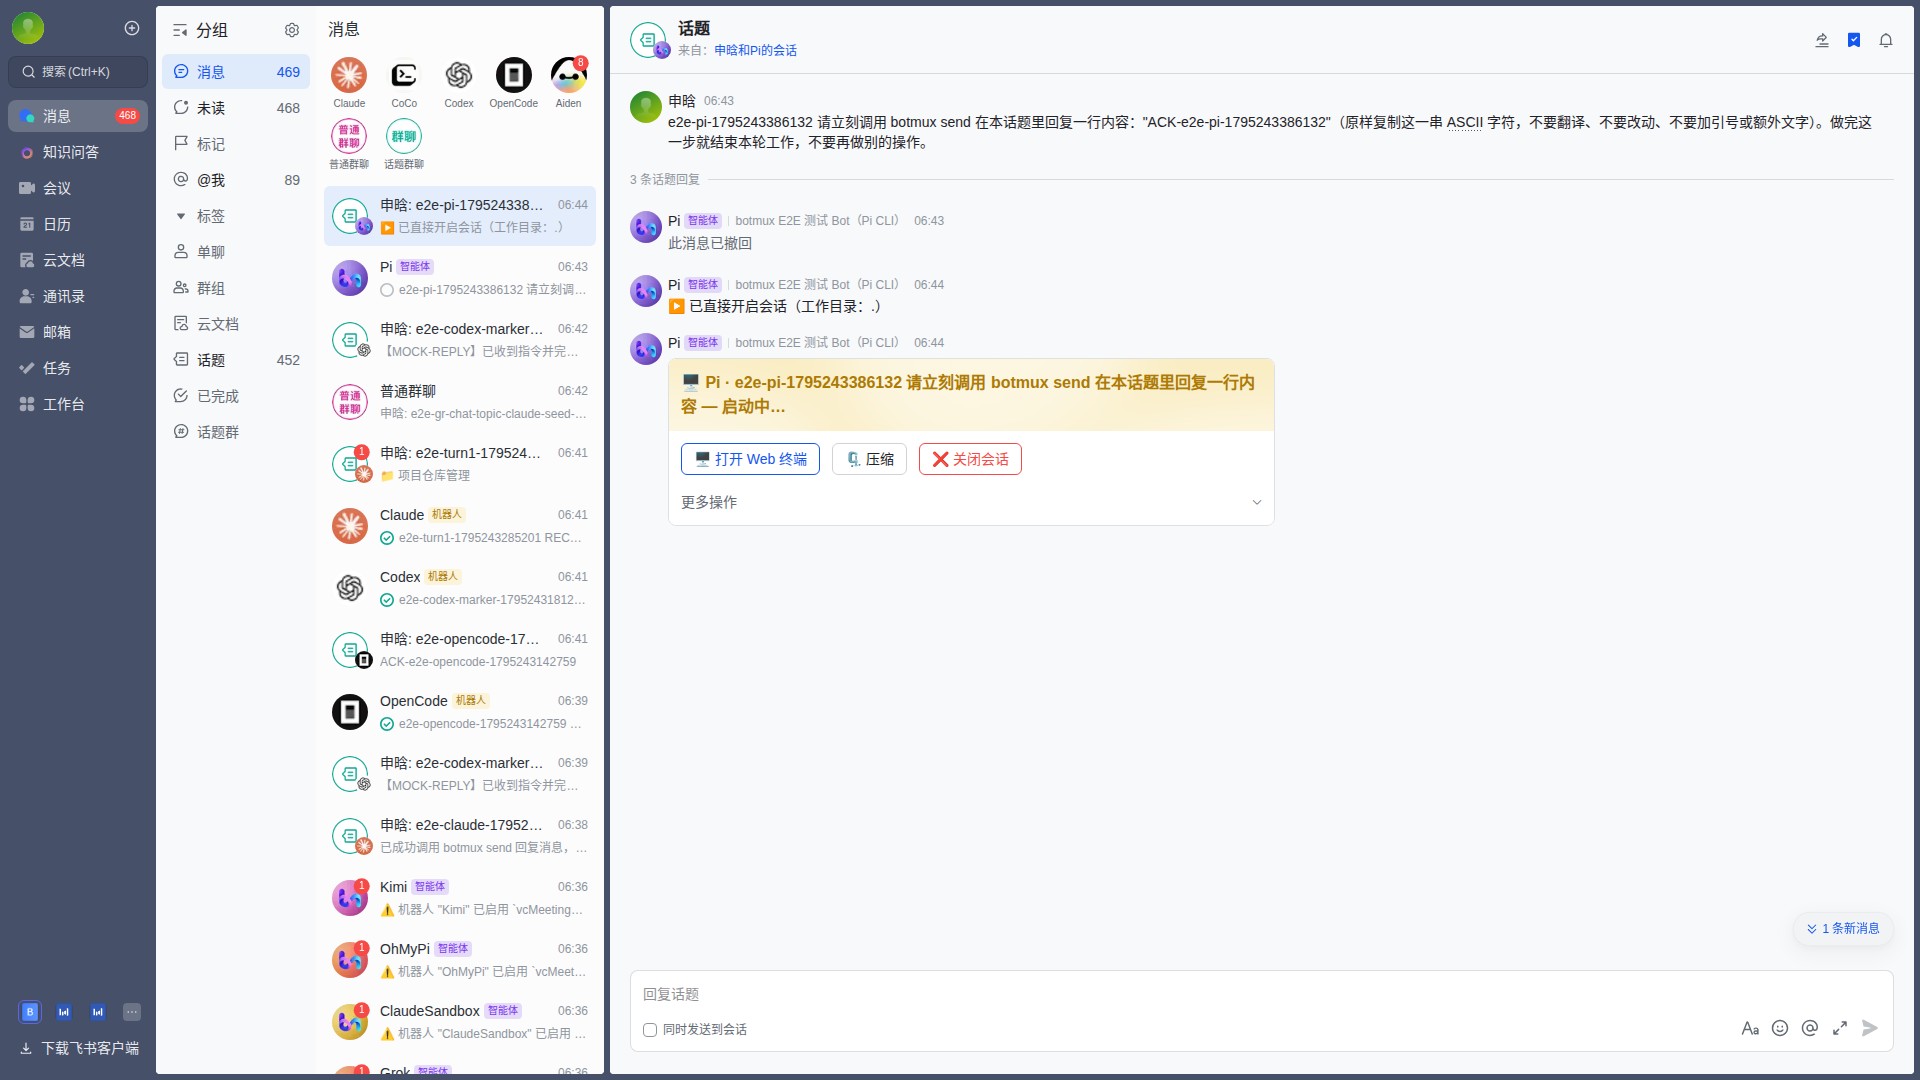 搜索 (Ctrl+K)
消息 468
知识问答
会议
日历
云文档
通讯录
邮箱
任务
工作台
下载飞书客户端
分组
消息 469
未读 468
标记
@我 89
标签
单聊
群组
云文档
话题 452
已完成
话题群
消息
Claude CoCo Codex OpenCode Aiden 8
普通群聊 群聊
普通群聊 话题群聊
申晗: e2e-pi-179524338... 06:44
已直接开启会话（工作目录：.）
Pi 智能体 06:43
e2e-pi-1795243386132 请立刻调...
申晗: e2e-codex-marker... 06:42
【MOCK-REPLY】已收到指令并完...
普通群聊 普通群聊 06:42
申晗: e2e-gr-chat-topic-claude-seed-...
1 申晗: e2e-turn1-179524... 06:41
项目仓库管理
Claude 机器人 06:41
e2e-turn1-1795243285201 REC...
Codex 机器人 06:41
e2e-codex-marker-17952431812...
申晗: e2e-opencode-17... 06:41
ACK-e2e-opencode-1795243142759
OpenCode 机器人 06:39
e2e-opencode-1795243142759 ...
申晗: e2e-codex-marker... 06:39
【MOCK-REPLY】已收到指令并完...
申晗: e2e-claude-17952... 06:38
已成功调用 botmux send 回复消息，...
1 Kimi 智能体 06:36
机器人 "Kimi" 已启用 `vcMeeting...
1 OhMyPi 智能体 06:36
机器人 "OhMyPi" 已启用 `vcMeet...
1 ClaudeSandbox 智能体 06:36
机器人 "ClaudeSandbox" 已启用 ...
1 Grok 智能体 06:36
话题
来自：申晗和Pi的会话
申晗 06:43
e2e-pi-1795243386132 请立刻调用 botmux send 在本话题里回复一行内容："ACK-e2e-pi-1795243386132"（原样复制这一串 ASCII 字符，不要翻译、不要改动、不要加引号或额外文字）。做完这
一步就结束本轮工作，不要再做别的操作。
3 条话题回复
Pi 智能体 botmux E2E 测试 Bot（Pi CLI） 06:43
此消息已撤回
Pi 智能体 botmux E2E 测试 Bot（Pi CLI） 06:44
已直接开启会话（工作目录：.）
Pi 智能体 botmux E2E 测试 Bot（Pi CLI） 06:44
Pi · e2e-pi-1795243386132 请立刻调用 botmux send 在本话题里回复一行内
容 — 启动中...
打开 Web 终端 压缩 关闭会话
更多操作
1 条新消息
回复话题
同时发送到会话